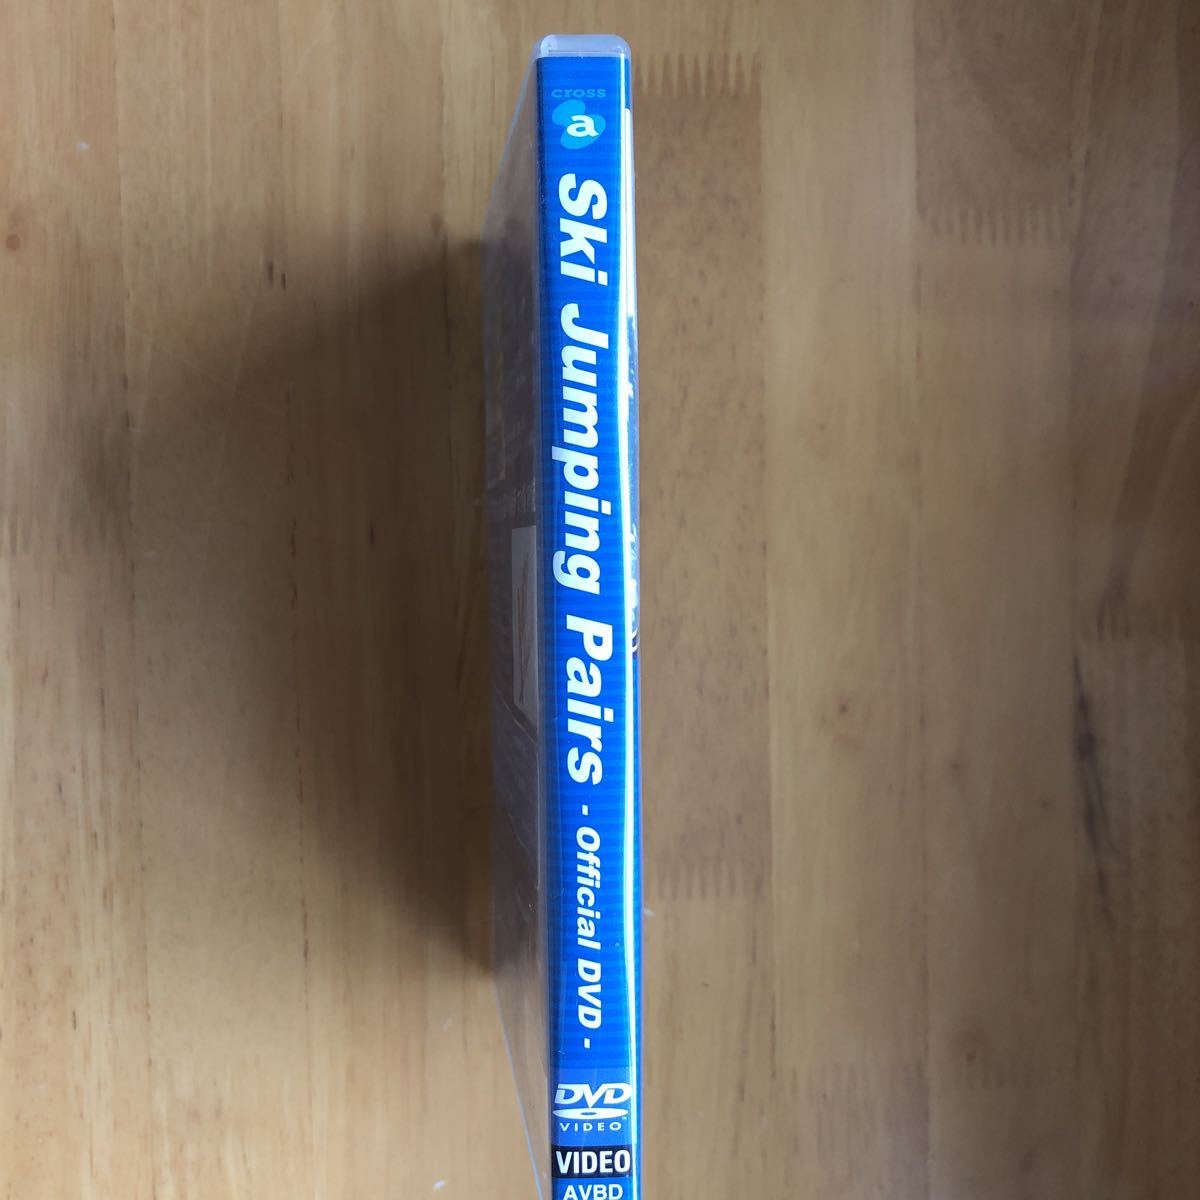 cross
a
Ski Jumping Pairs - Official DVD -
DVD
VIDEO
VIDEO
AVBD